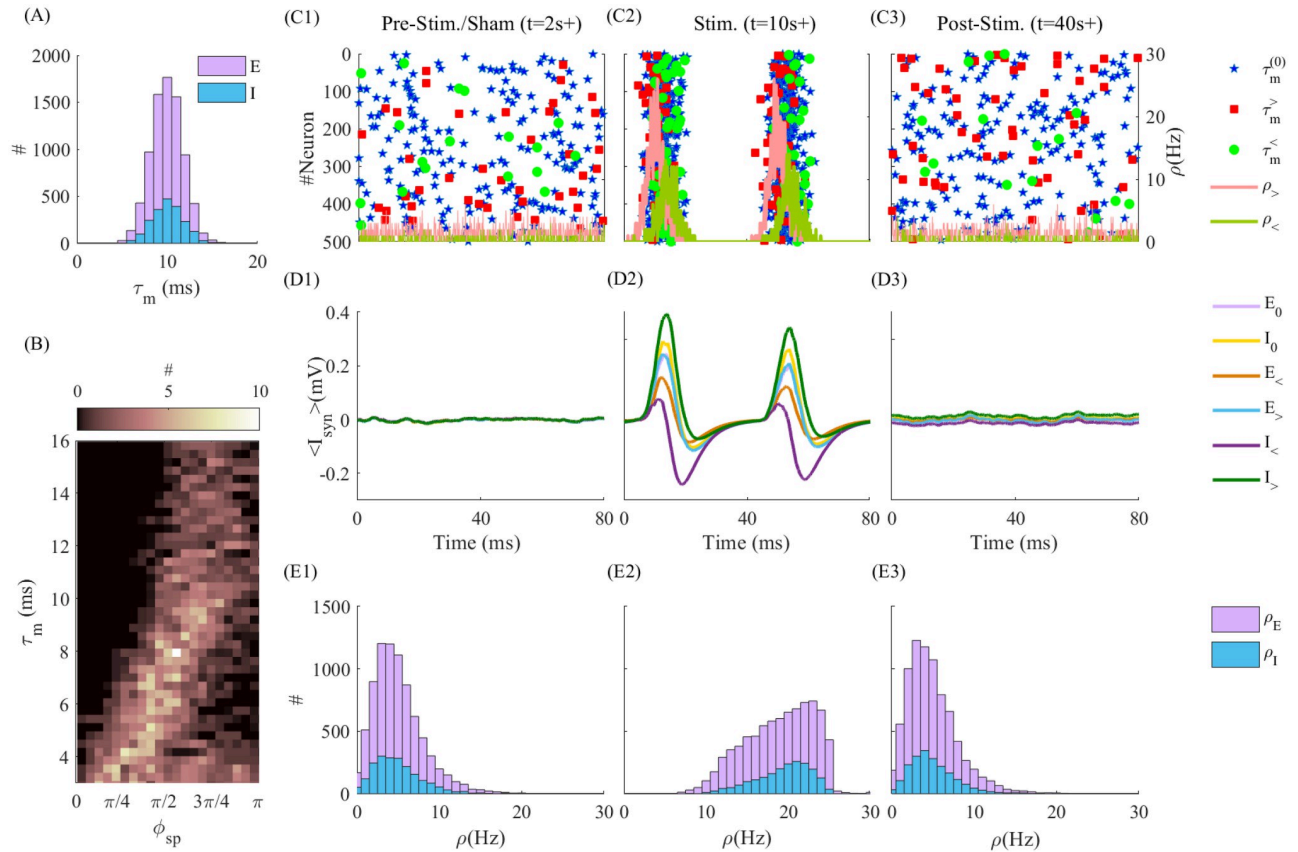 (A)
(C1)
Pre-Stim./Sham (t=2s+)
(C2)
Stim. (t=10s+)
(C3)
Post-Stim. (t=40s+)
2000
1500
1000
500
0
#
E
I
0
10
20
τm (ms)
0
100
200
300
400
500
#Neuron
30
20
10
0
ρ(Hz)
τm(0)
τm>
τm<
ρ>
ρ<
(D1)
(D2)
(D3)
0.4
0.2
0
-0.2
<Isyn>(mV)
0
40
80
Time (ms)
0
40
80
Time (ms)
0
40
80
Time (ms)
E0
I0
E<
E>
I<
I>
(B)
#
0
5
10
16
14
12
10
8
6
4
τm (ms)
0
π/4
π/2
3π/4
π
ϕsp
(E1)
(E2)
(E3)
1500
1000
500
0
#
0
10
20
30
ρ(Hz)
10
20
30
ρ(Hz)
0
10
20
30
ρ(Hz)
ρE
ρI